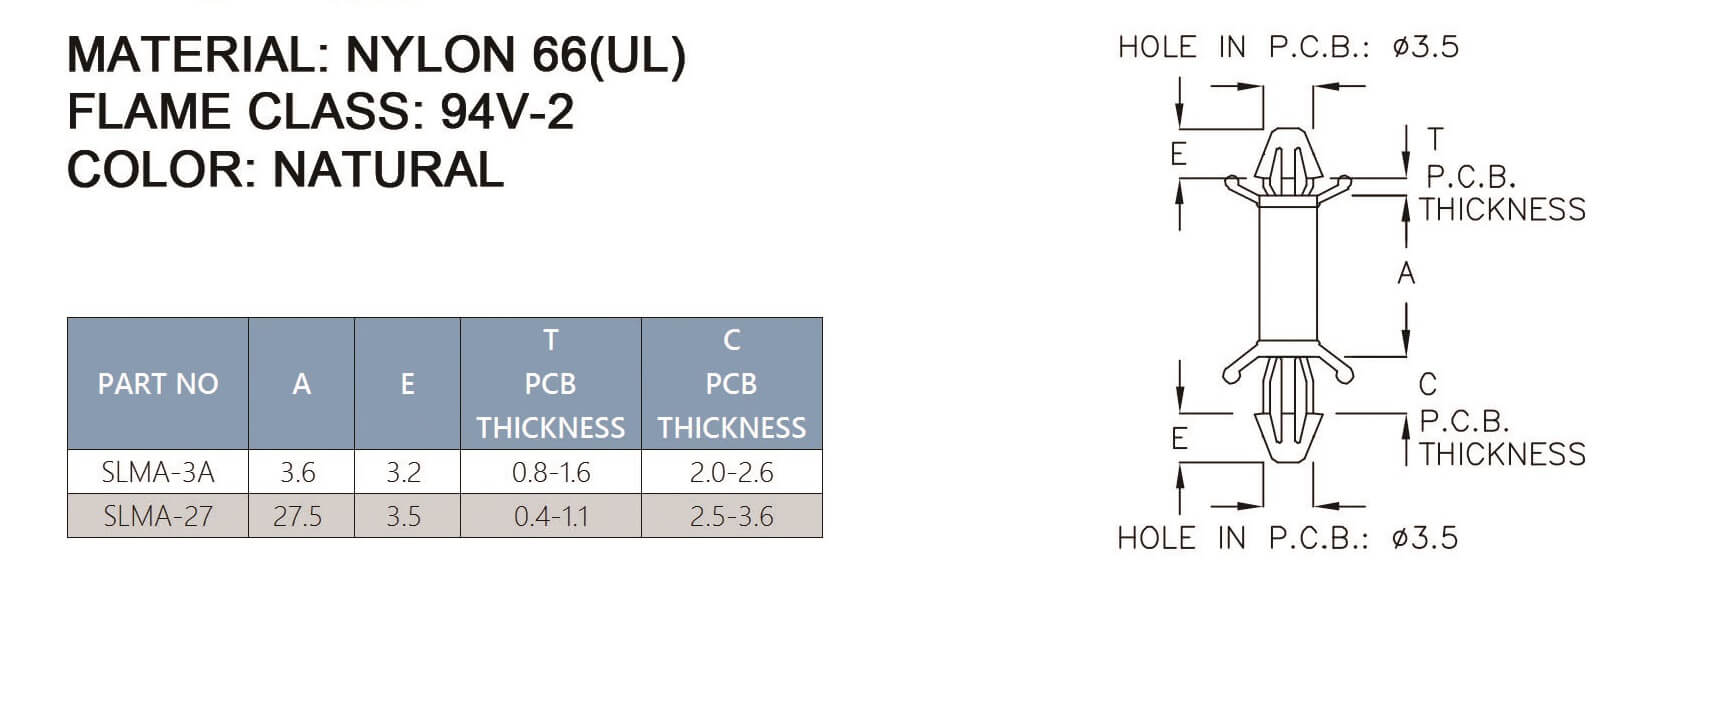 MATERIAL: NYLON 66(UL)
FLAME CLASS: 94V-2
COLOR: NATURAL
PART NO A E T PCB THICKNESS C PCB THICKNESS
SLMA-3A 3.6 3.2 0.8-1.6 2.0-2.6
SLMA-27 27.5 3.5 0.4-1.1 2.5-3.6
HOLE IN P.C.B.: ø3.5
E
T
P.C.B.
THICKNESS
A
C
P.C.B.
THICKNESS
E
HOLE IN P.C.B.: ø3.5